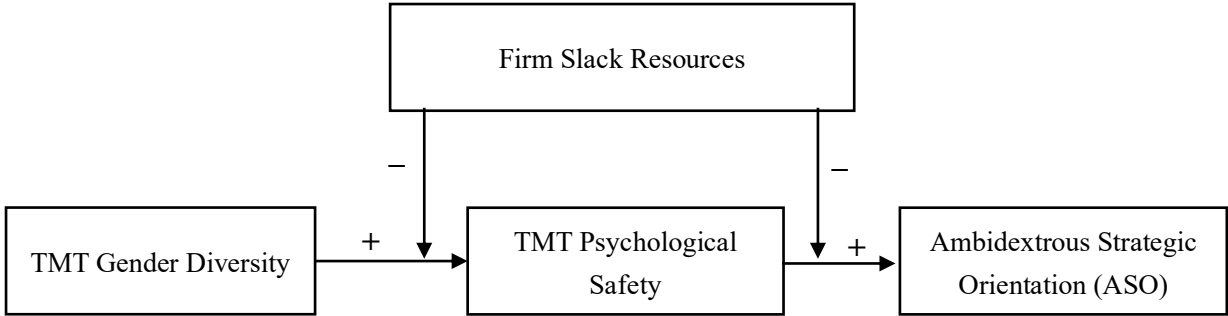 Firm Slack Resources
−
−
+
+
TMT Gender Diversity
TMT Psychological
Safety
Ambidextrous Strategic
Orientation (ASO)